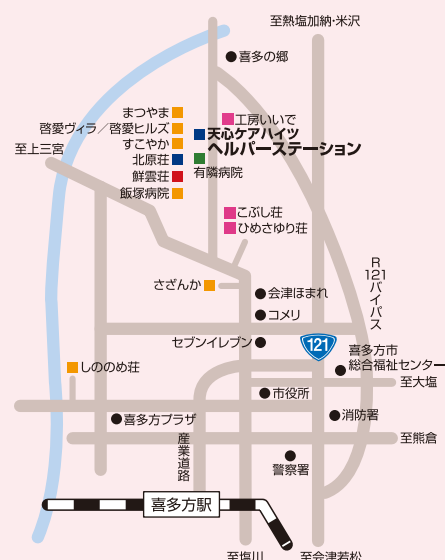 至熱塩加納・米沢
喜多の郷
まつやま
工房いいで
啓愛ヴィラ／啓愛ヒルズ
天心ケアハイツ
すこやか
ヘルパーステーション
至上三宮
北原荘
有隣病院
鮮雲荘
飯塚病院
こぶし荘
ひめさゆり荘
R
121
バイパス
さざんか
会津ほまれ
コメリ
セブンイレブン
121
喜多方市
総合福祉センター
しののめ荘
至大塩
市役所
消防署
喜多方プラザ
産業道路
至熊倉
警察署
喜多方駅
至塩川
至会津若松